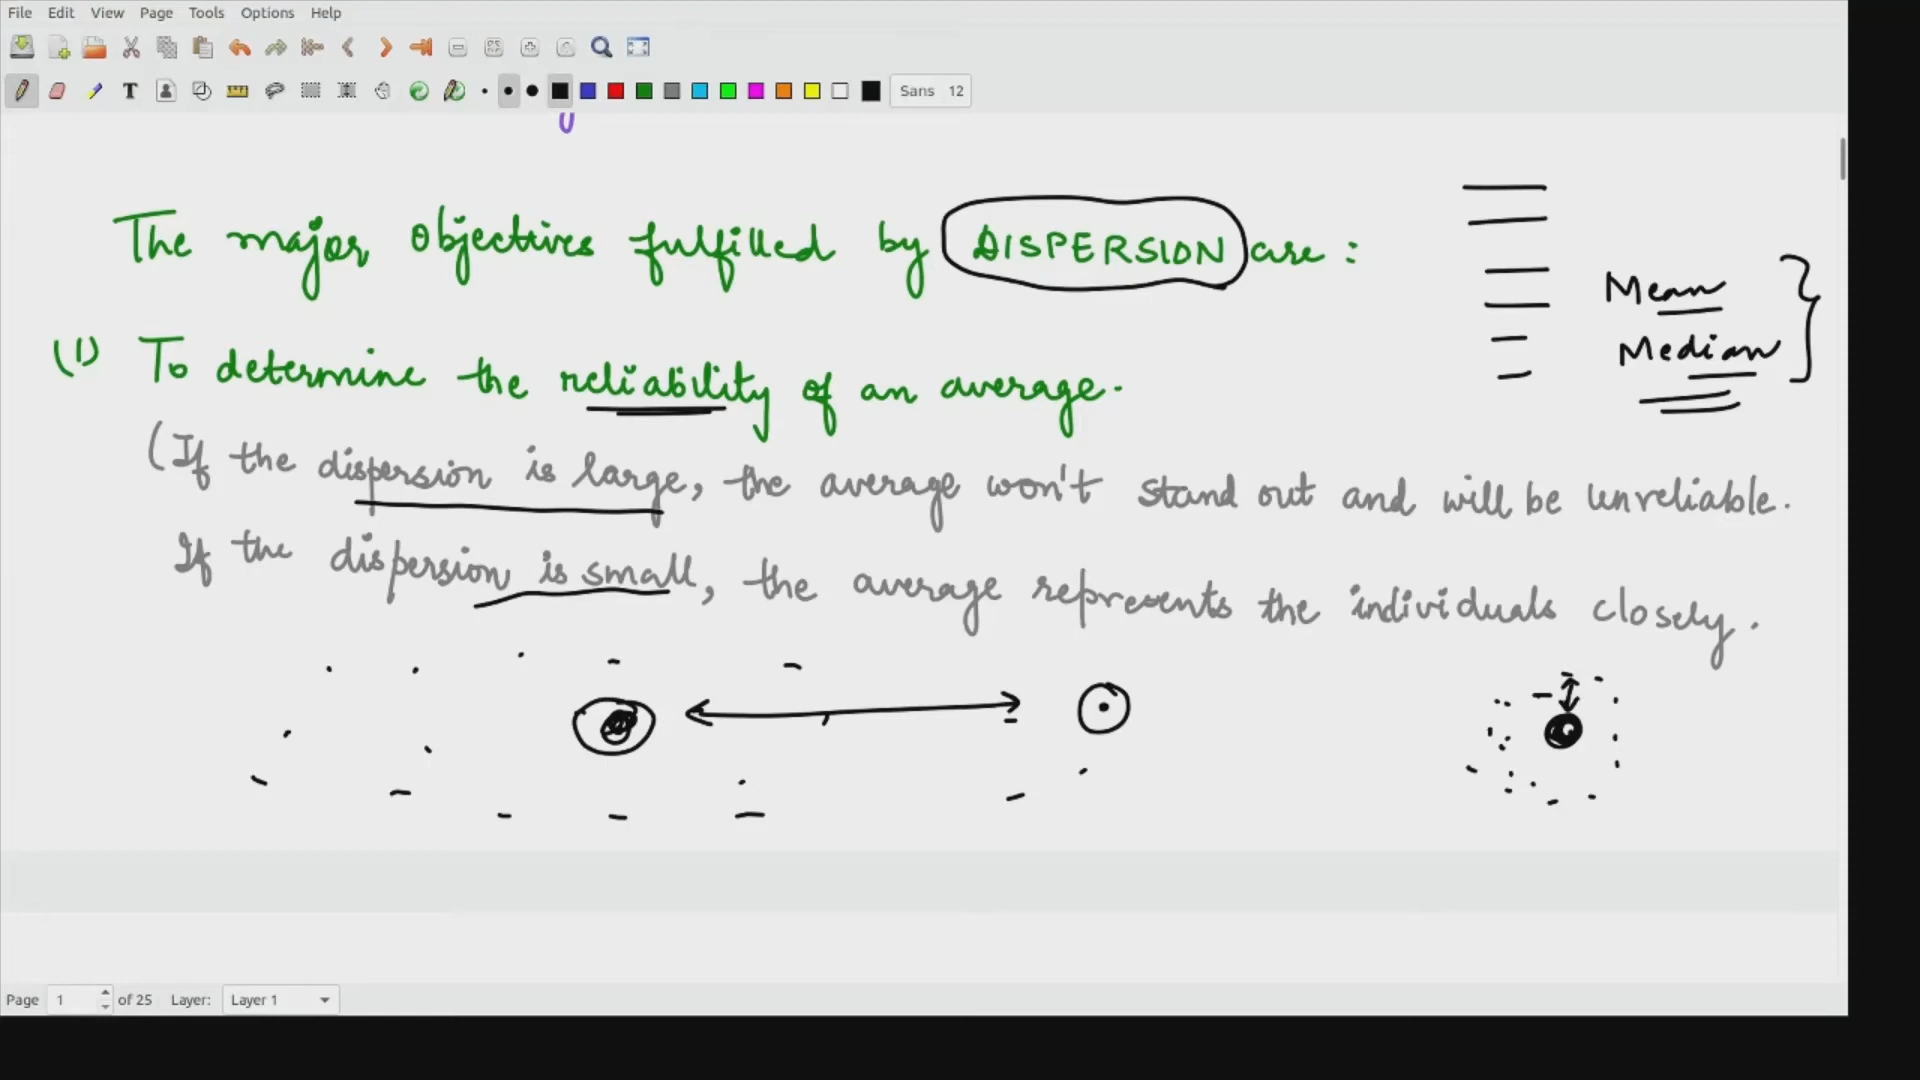 File Edit View Page Tools Options Help
Sans 12
The major objectives fulfilled by DISPERSION are :
Mean
Median
(1) To determine the reliability of an average.
(If the dispersion is large, the average won't stand out and will be unreliable.
If the dispersion is small, the average represents the individuals closely.
Page 1 of 25 Layer: Layer 1